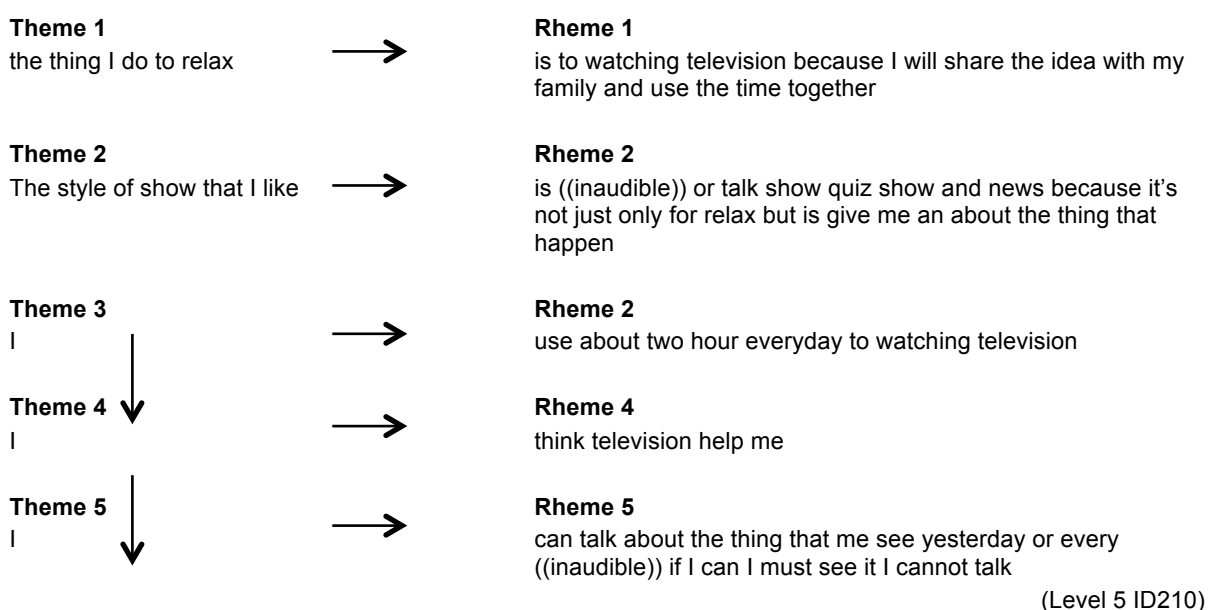 Theme 1 Rheme 1
the thing I do to relax is to watching television because I will share the idea with my
family and use the time together
Theme 2 Rheme 2
The style of show that I like is ((inaudible)) or talk show quiz show and news because it's
not just only for relax but is give me an about the thing that
happen
Theme 3 Rheme 2
I use about two hour everyday to watching television
Theme 4 Rheme 4
I think television help me
Theme 5 Rheme 5
I can talk about the thing that me see yesterday or every
((inaudible)) if I can I must see it I cannot talk
(Level 5 ID210)